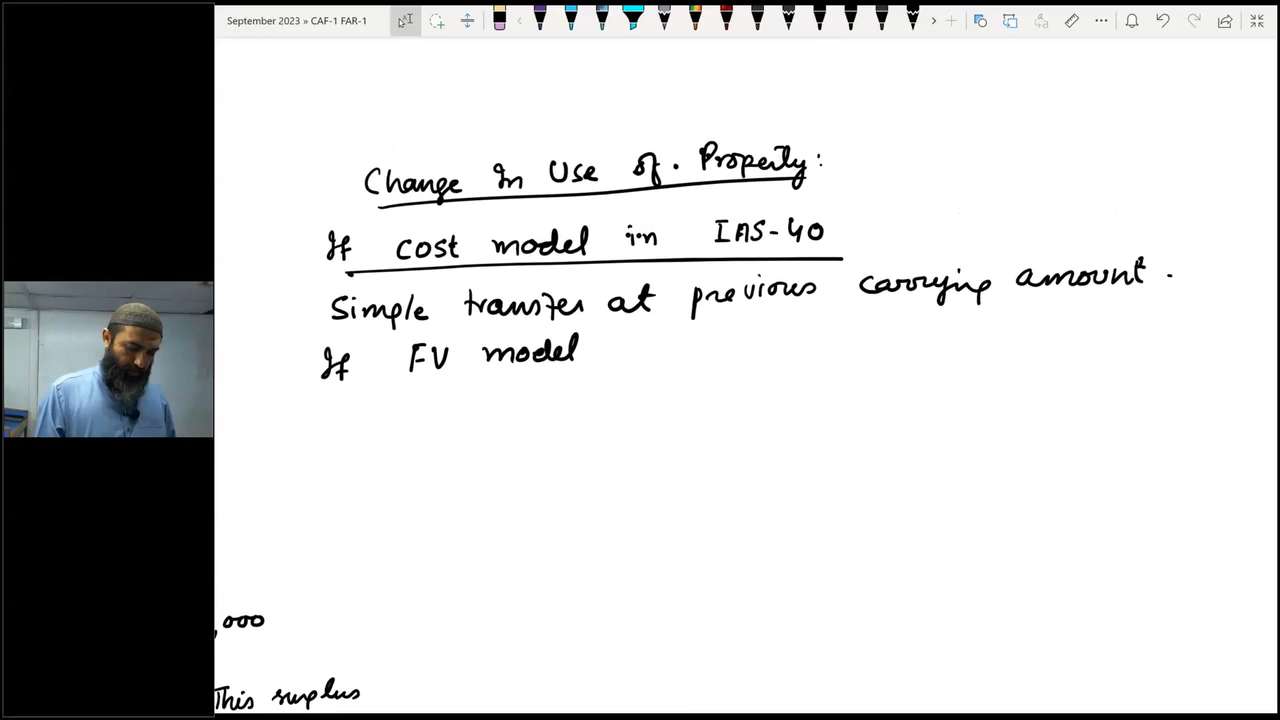 September 2023 » CAF-1 FAR-1
Change In Use of. Property:
If cost model in IAS-40
Simple transfer at previous carrying amount.
If FV model
,000
This surplus